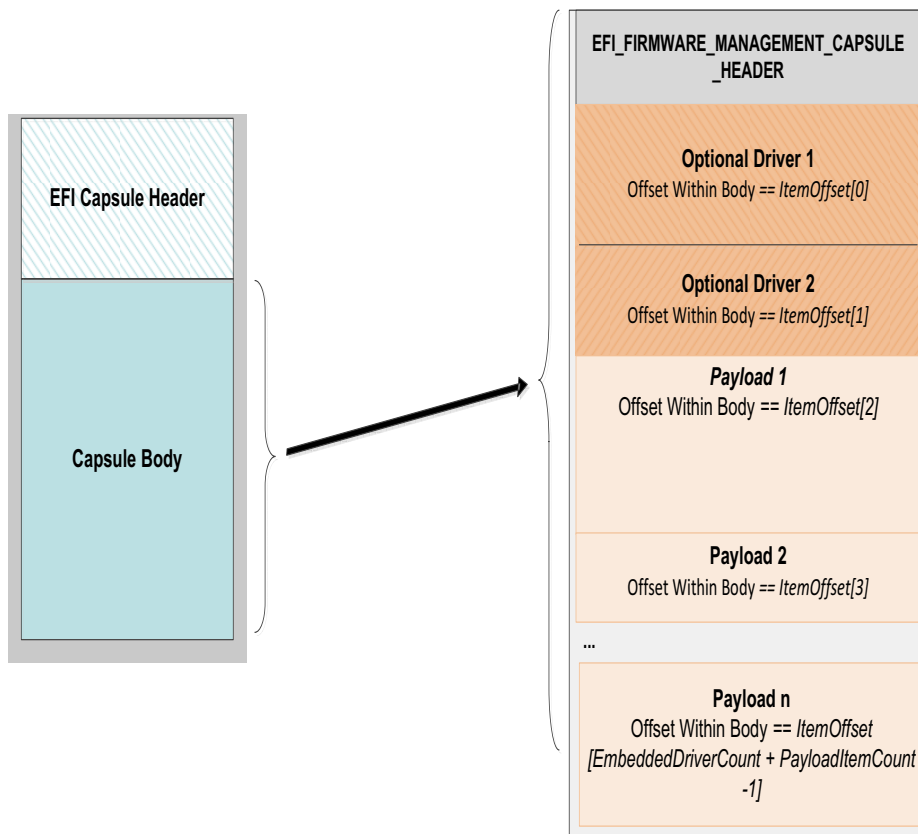 EFI Capsule Header
Capsule Body
EFI_FIRMWARE_MANAGEMENT_CAPSULE
_HEADER
Optional Driver 1
Offset Within Body == ItemOffset[0]
Optional Driver 2
Offset Within Body == ItemOffset[1]
Payload 1
Offset Within Body == ItemOffset[2]
Payload 2
Offset Within Body == ItemOffset[3]
...
Payload n
Offset Within Body == ItemOffset
[EmbeddedDriverCount + PayloadItemCount
-1]